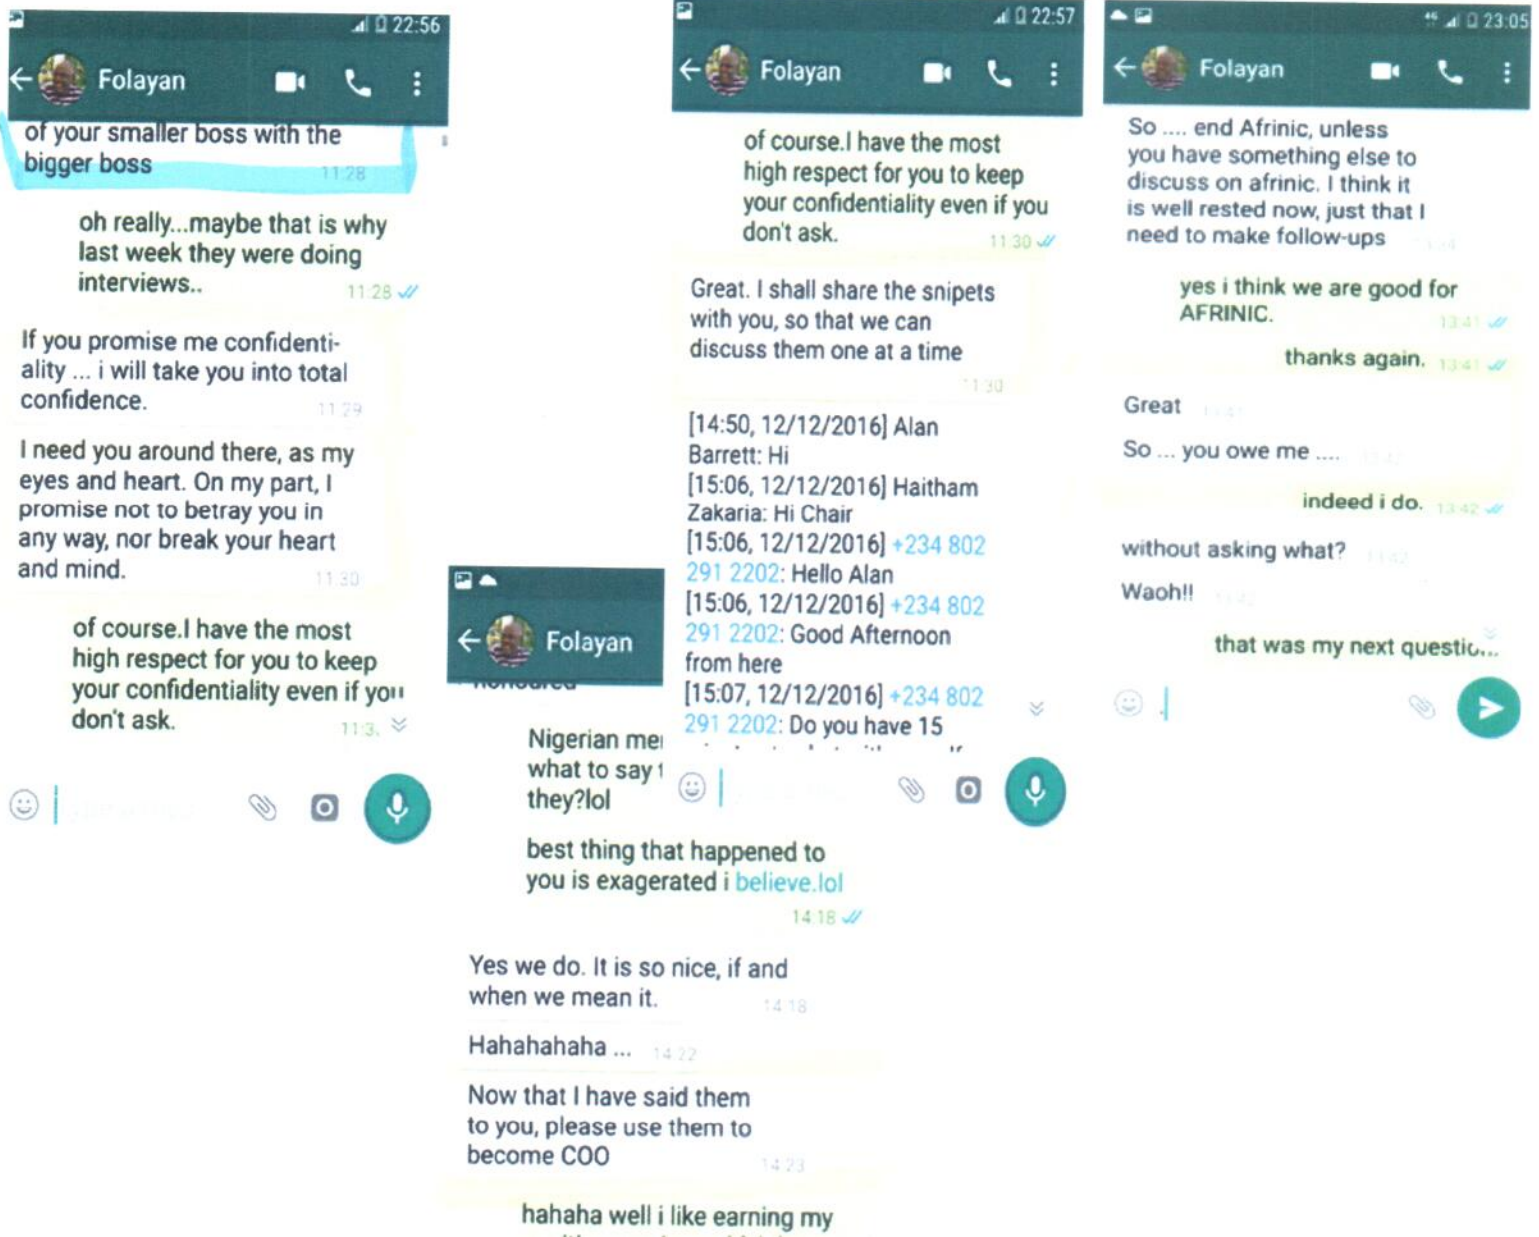 22:56
Folayan
of your smaller boss with the
bigger boss
11:28
oh really...maybe that is why
last week they were doing
interviews..
11:28
If you promise me confidenti-
ality ... i will take you into total
confidence.
11:29
I need you around there, as my
eyes and heart. On my part, I
promise not to betray you in
any way, nor break your heart
and mind.
11:30
of course.I have the most
high respect for you to keep
your confidentiality even if you
don't ask.
11:3
Folayan
honoured
Nigerian me
what to say t
they?lol
best thing that happened to
you is exagerated i believe.lol
14:18
Yes we do. It is so nice, if and
when we mean it.
14:18
Hahahahaha ...
14:22
Now that I have said them
to you, please use them to
become COO
14:23
hahaha well i like earning my
22:57
Folayan
of course.I have the most
high respect for you to keep
your confidentiality even if you
don't ask.
11:30
Great. I shall share the snipets
with you, so that we can
discuss them one at a time
11:30
[14:50, 12/12/2016] Alan
Barrett: Hi
[15:06, 12/12/2016] Haitham
Zakaria: Hi Chair
[15:06, 12/12/2016] +234 802
291 2202: Hello Alan
[15:06, 12/12/2016] +234 802
291 2202: Good Afternoon
from here
[15:07, 12/12/2016] +234 802
291 2202: Do you have 15
23:05
Folayan
So .... end Afrinic, unless
you have something else to
discuss on afrinic. I think it
is well rested now, just that I
need to make follow-ups
yes i think we are good for
AFRINIC.
13:41
thanks again.
13:41
Great
13:41
So ... you owe me ....
13:42
indeed i do.
13:42
without asking what?
13:42
Waoh!!
13:42
that was my next questio...